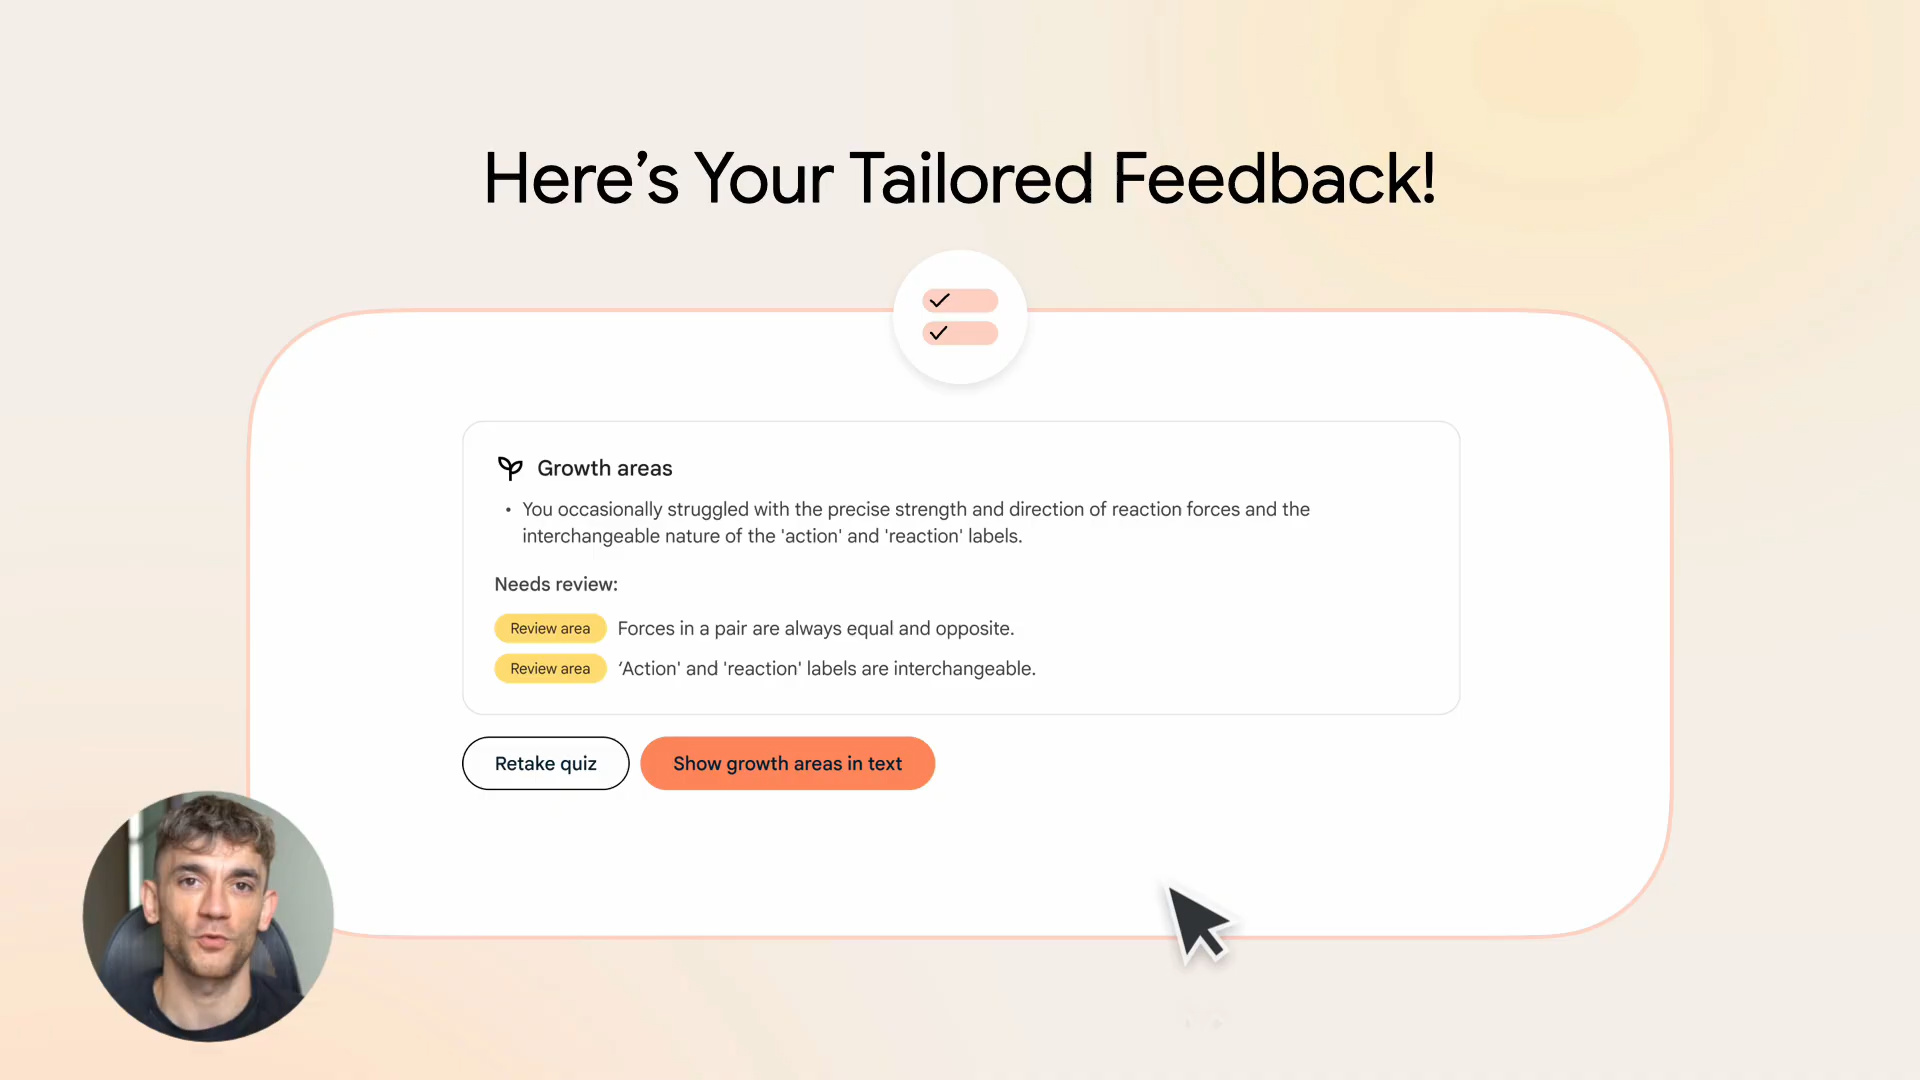 Here’s Your Tailored Feedback!
Growth areas
• You occasionally struggled with the precise strength and direction of reaction forces and the
interchangeable nature of the 'action' and 'reaction' labels.
Needs review:
Review area Forces in a pair are always equal and opposite.
Review area ‘Action' and 'reaction' labels are interchangeable.
Retake quiz Show growth areas in text